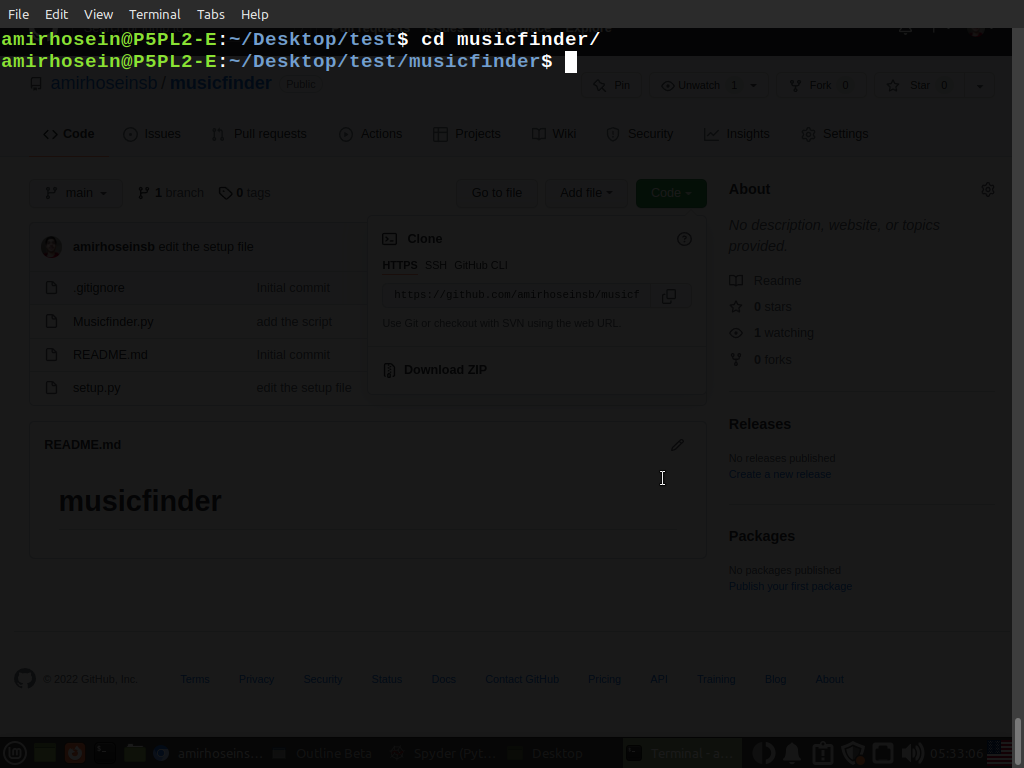 File Edit View Terminal Tabs Help
amirhosein@P5PL2-E:~/Desktop/test$ cd musicfinder/
amirhosein@P5PL2-E:~/Desktop/test/musicfinder$
amirhoseinsb / musicfinder Public Pin Unwatch 1 Fork 0 Star 0
Code Issues Pull requests Actions Projects Wiki Security Insights Settings
main 1 branch 0 tags Go to file Add file Code
About
No description, website, or topics
provided.
amirhoseinsb edit the setup file
Clone
HTTPS SSH GitHub CLI
.gitignore Initial commit
https://github.com/amirhoseinsb/musicf
Musicfinder.py add the script
Use Git or checkout with SVN using the web URL.
README.md Initial commit
Download ZIP
setup.py edit the setup file
Readme
0 stars
1 watching
0 forks
README.md
musicfinder
Releases
No releases published
Create a new release
Packages
No packages published
Publish your first package
© 2022 GitHub, Inc. Terms Privacy Security Status Docs Contact GitHub Pricing API Training Blog About
amirhoseins... Outline Beta Spyder (Pyt... Desktop Terminal - a... 05:33:06